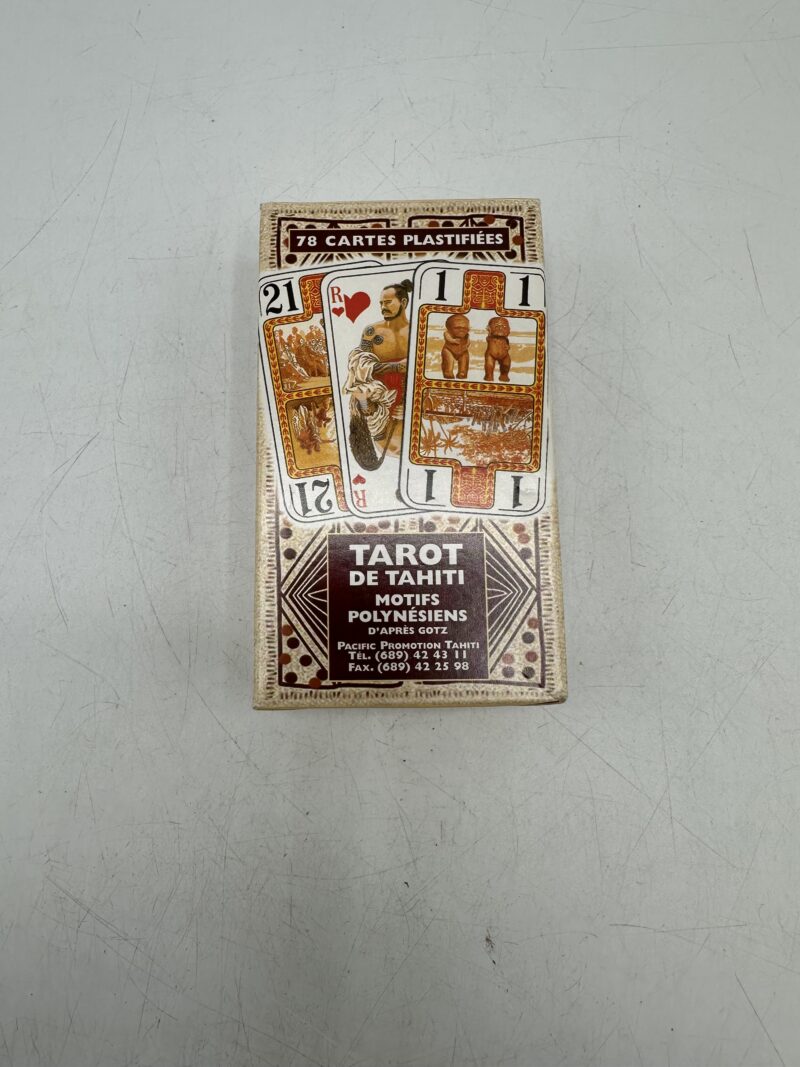 78 CARTES PLASTIFIÉES
21
R
1 1
21
R
1 1
TAROT
DE TAHITI
MOTIFS
POLYNÉSIENS
D'APRÈS GOTZ
PACIFIC PROMOTION TAHITI
TÉL. (689) 42 43 11
FAX. (689) 42 25 98